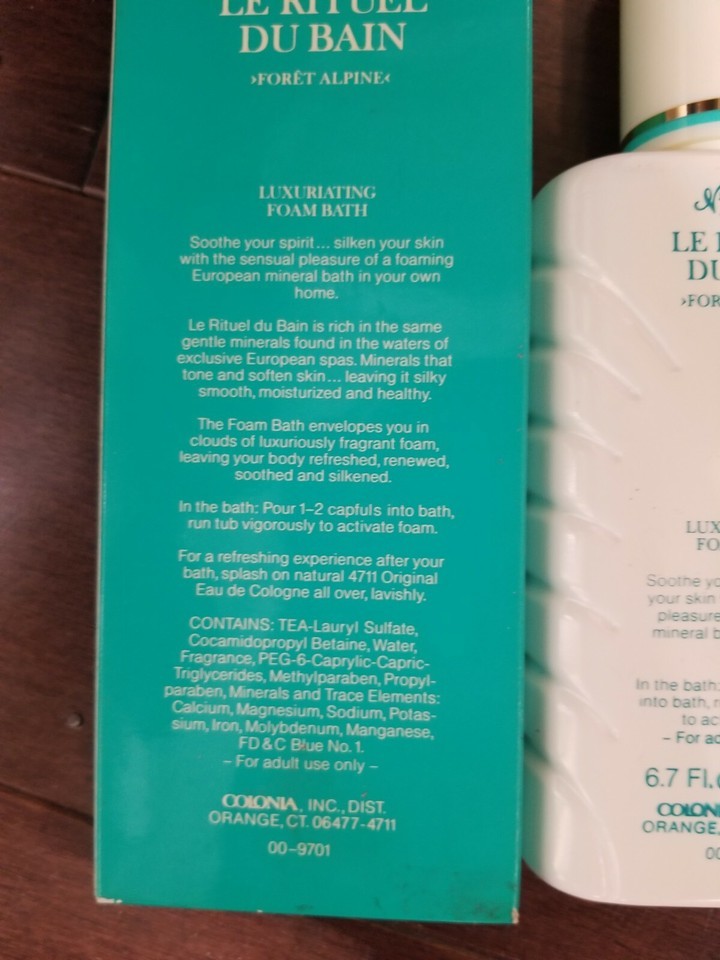 LE RITUEL
DU BAIN
›FORÊT ALPINE‹
LUXURIATING
FOAM BATH
Soothe your spirit... silken your skin
with the sensual pleasure of a foaming
European mineral bath in your own
home.
Le Rituel du Bain is rich in the same
gentle minerals found in the waters of
exclusive European spas. Minerals that
tone and soften skin... leaving it silky
smooth, moisturized and healthy.
The Foam Bath envelopes you in
clouds of luxuriously fragrant foam,
leaving your body refreshed, renewed,
soothed and silkened.
In the bath: Pour 1–2 capfuls into bath,
run tub vigorously to activate foam.
For a refreshing experience after your
bath, splash on natural 4711 Original
Eau de Cologne all over, lavishly.
CONTAINS: TEA-Lauryl Sulfate,
Cocamidopropyl Betaine, Water,
Fragrance, PEG-6-Caprylic-Capric-
Triglycerides, Methylparaben, Propyl-
paraben, Minerals and Trace Elements:
Calcium, Magnesium, Sodium, Potas-
sium, Iron, Molybdenum, Manganese,
FD&C Blue No. 1.
– For adult use only –
COLONIA, INC., DIST.
ORANGE, CT. 06477-4711
00–9701
LE
DU
›FOR
LUX
FO
Soothe yo
your skin
pleasure
mineral b
In the bath:
into bath, r
to ac
– For ad
6.7 Fl.
COLON
ORANGE,
00